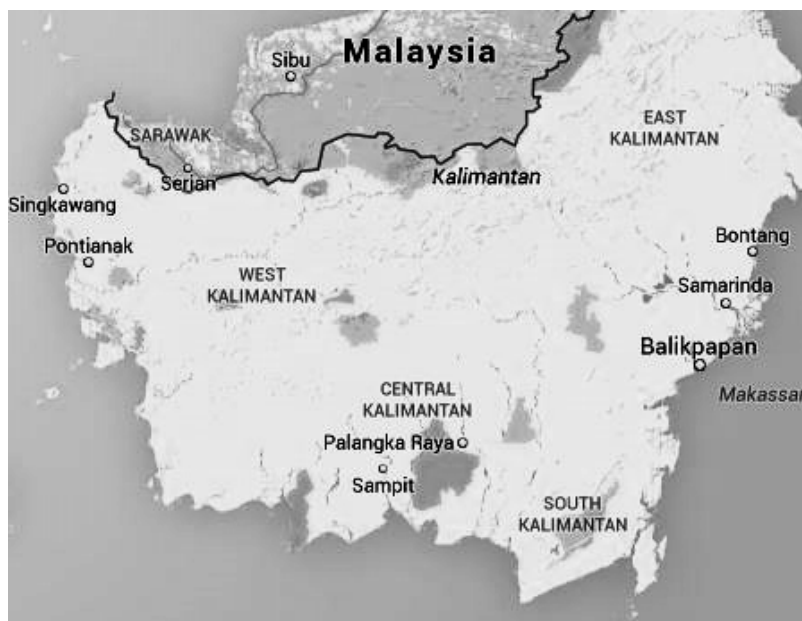 Malaysia
Sibu
EAST
KALIMANTAN
SARAWAK
Serian
Kalimantan
Singkawang
Pontianak
Bontang
WEST
KALIMANTAN
Samarinda
Balikpapan
CENTRAL
KALIMANTAN
Makassar
Palangka Raya
Sampit
SOUTH
KALIMANTAN